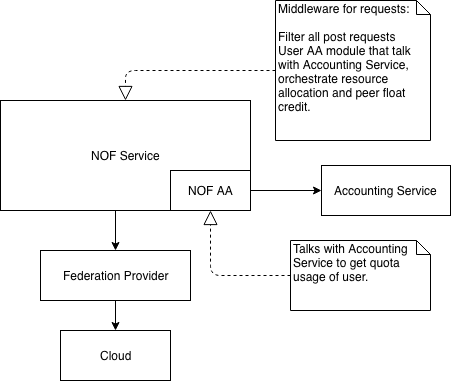 Middleware for requests:
Filter all post requests
User AA module that talk
with Accounting Service,
orchestrate resource
allocation and peer float
credit.
NOF Service
NOF AA
Accounting Service
Talks with Accounting
Service to get quota
usage of user.
Federation Provider
Cloud